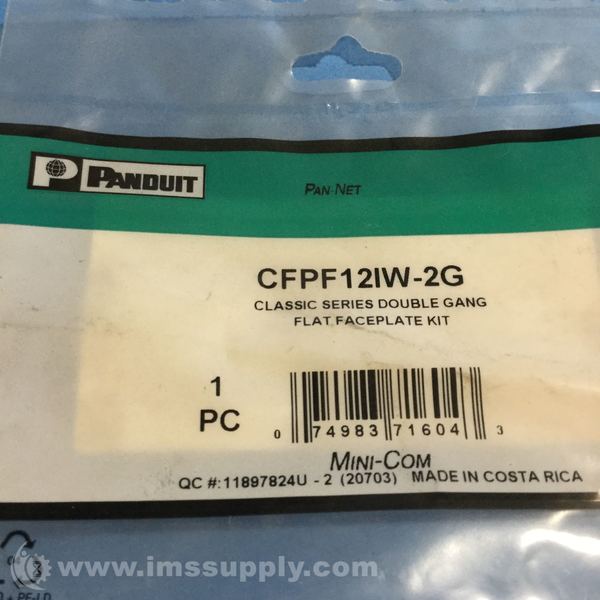 PANDUIT
PAN-NET
CFPF12IW-2G
CLASSIC SERIES DOUBLE GANG
FLAT FACEPLATE KIT
1
PC
0 74983 71604 3
MINI-COM
QC #:11897824U - 2 (20703) MADE IN COSTA RICA
www.imssupply.com